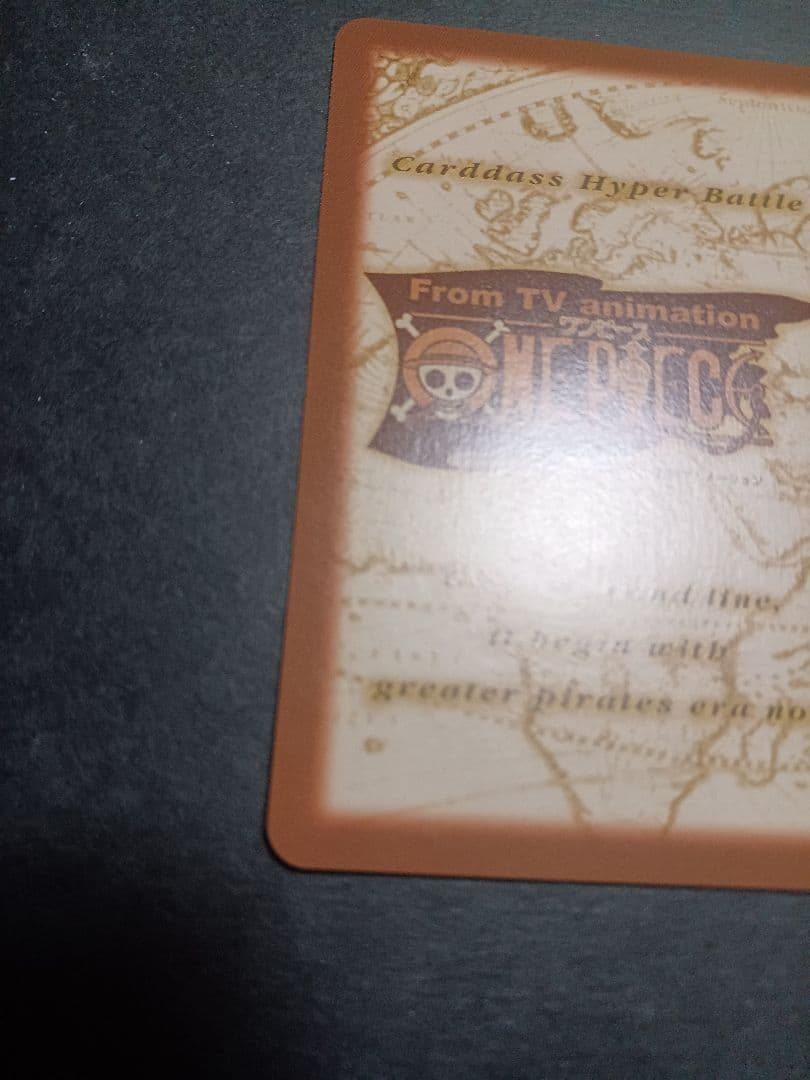 Carddass Hyper Battle
From TV animation
ワンピース
ONE PIECE
line,
begin with
greater pirates era no